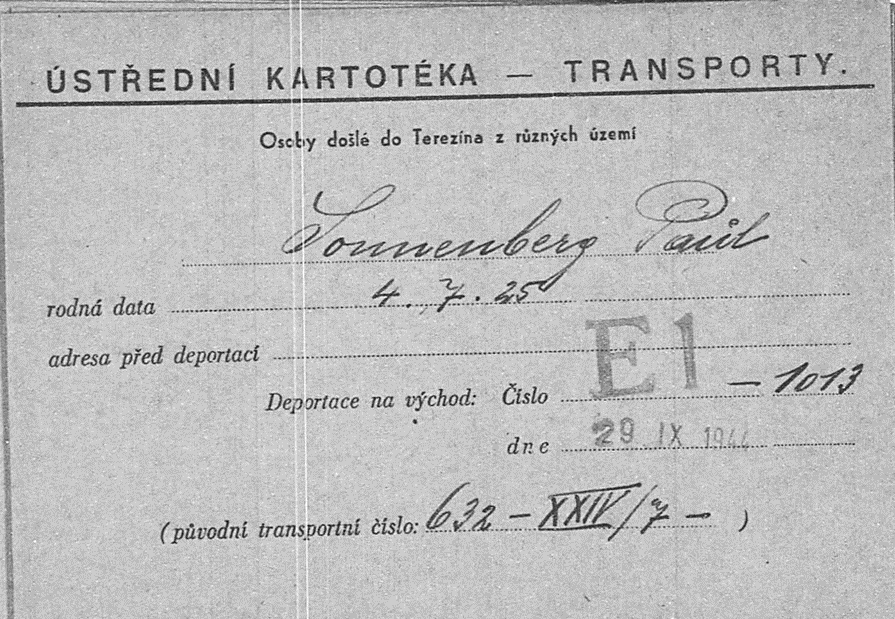 ÚSTŘEDNÍ KARTOTÉKA — TRANSPORTY.
Osoby došlé do Terezína z různých území
Sonnenberg Paul
rodná data 4. 7. 25
adresa před deportací
Deportace na východ: Číslo El — 1013
dne 29 IX 1944
(původní transportní číslo: 632 – XXIV/7 – )